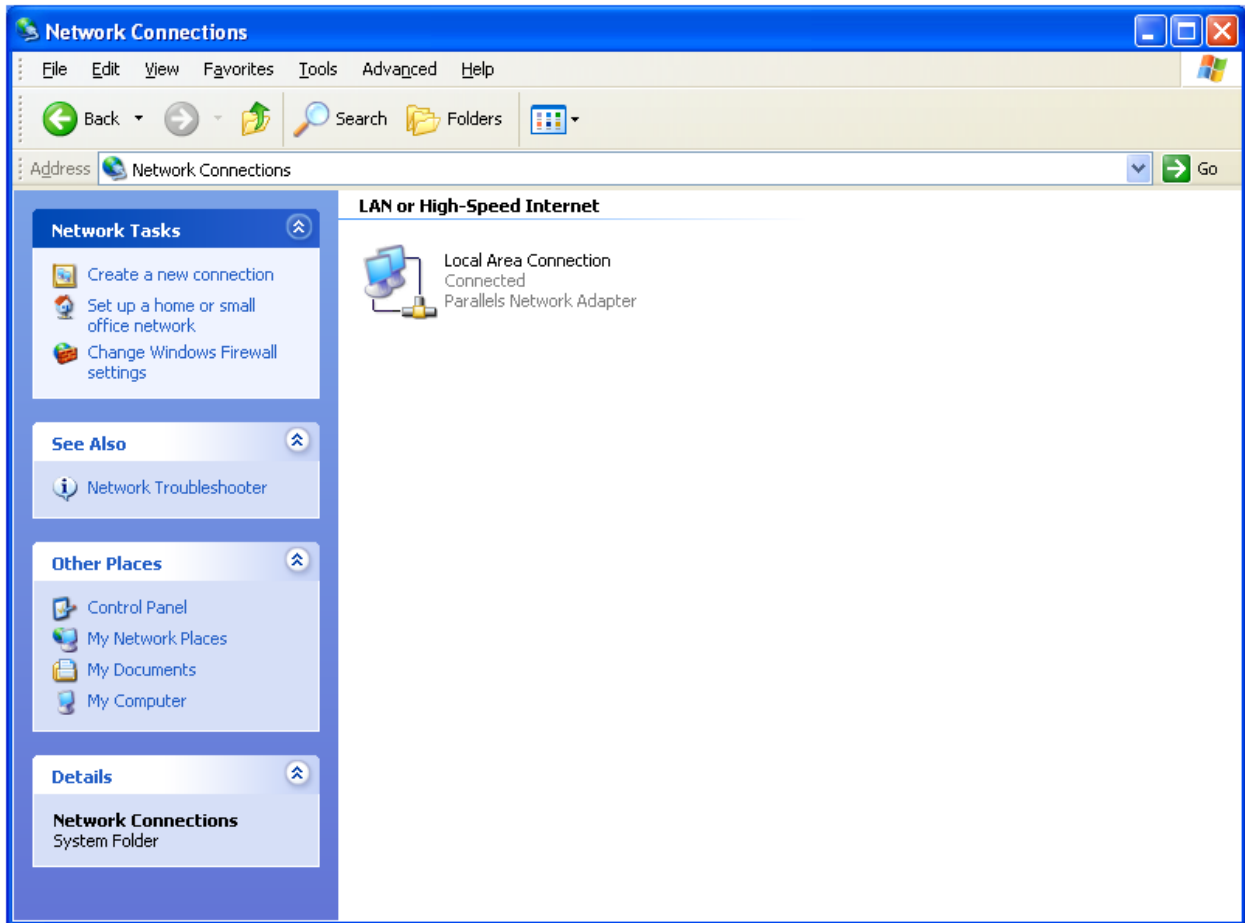 Network Connections
File Edit View Favorites Tools Advanced Help
Back Search Folders
Address Network Connections Go
Network Tasks
Create a new connection
Set up a home or small
office network
Change Windows Firewall
settings
See Also
Network Troubleshooter
Other Places
Control Panel
My Network Places
My Documents
My Computer
Details
Network Connections
System Folder
LAN or High-Speed Internet
Local Area Connection
Connected
Parallels Network Adapter